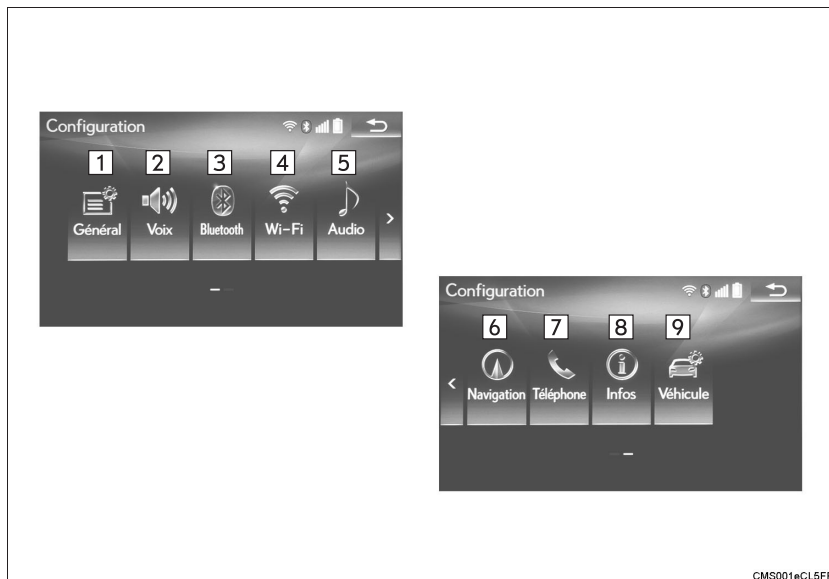 Configuration
1 2 3 4 5
Général Voix Bluetooth Wi-Fi Audio
Configuration
6 7 8 9
Navigation Téléphone Infos Véhicule